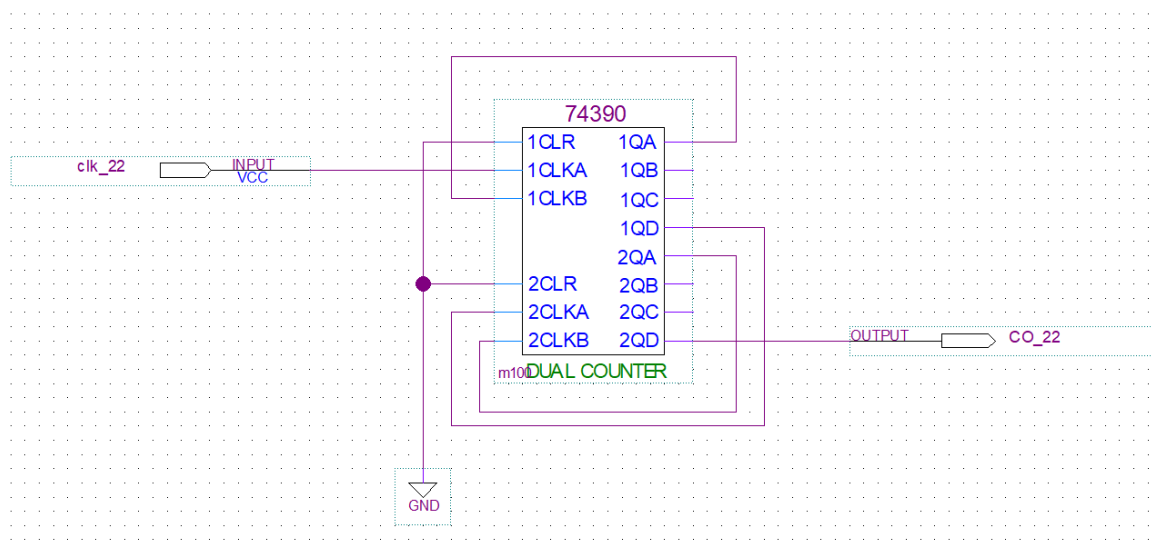 74390
1CLR 1QA
clk_22 INPUT 1CLKA 1QB
VCC
1CLKB 1QC
1QD
2QA
2CLR 2QB
2CLKA 2QC
2CLKB 2QD OUTPUT CO_22
m100 DUAL COUNTER
GND